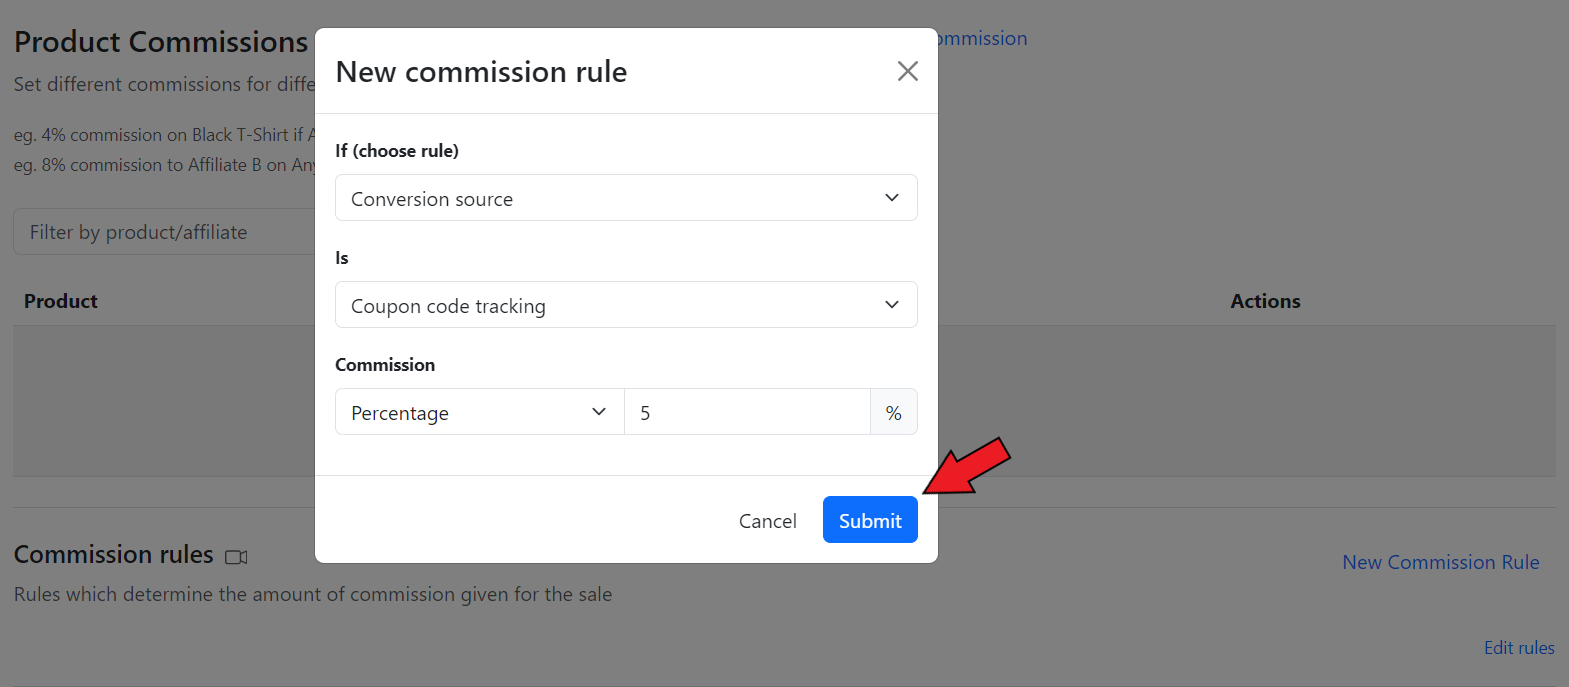 Product Commissions
ommission
Set different commissions for diffe
eg. 4% commission on Black T-Shirt if A
eg. 8% commission to Affiliate B on Any
Filter by product/affiliate
Product
Actions
New commission rule
If (choose rule)
Conversion source
Is
Coupon code tracking
Commission
Percentage 5 %
Cancel Submit
Commission rules
New Commission Rule
Rules which determine the amount of commission given for the sale
Edit rules